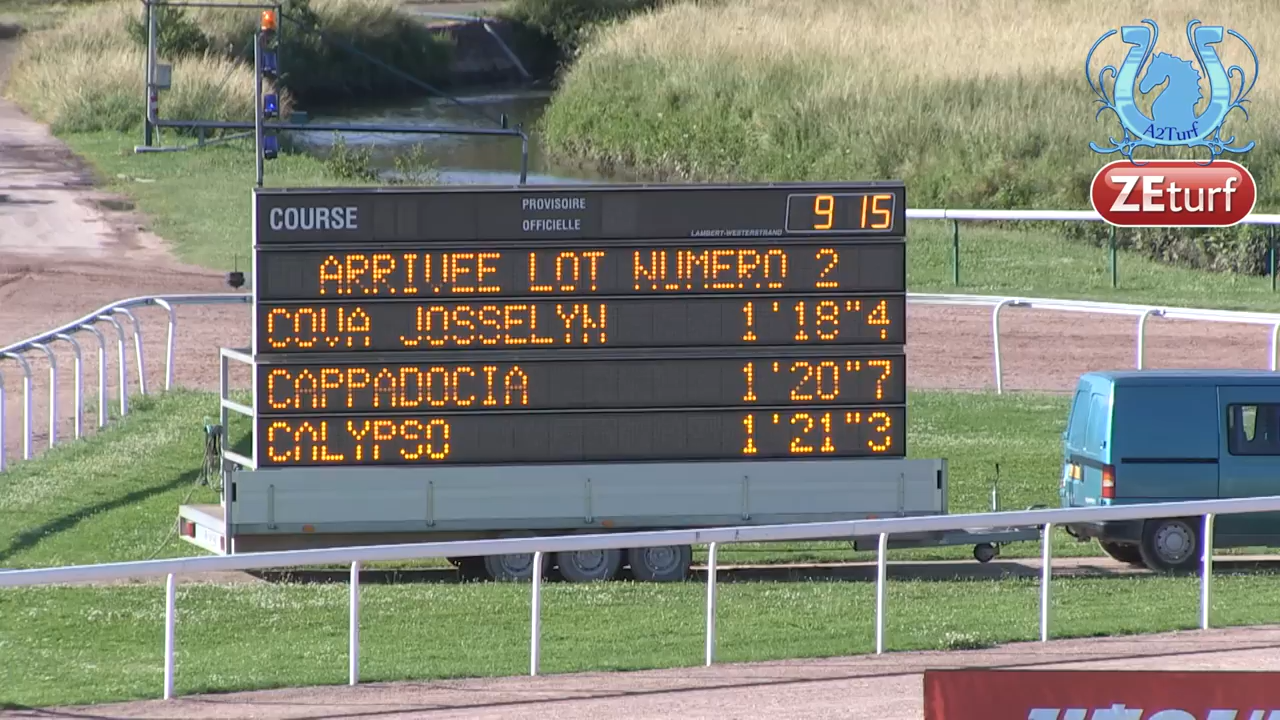 A2Turf
ZEturf
COURSE
PROVISOIRE
OFFICIELLE
LAMBERT-WESTERSTRAND
9 15
ARRIVEE LOT NUMERO 2
COVA JOSSELYN 1'18"4
CAPPADOCIA 1'20"7
CALYPSO 1'21"3